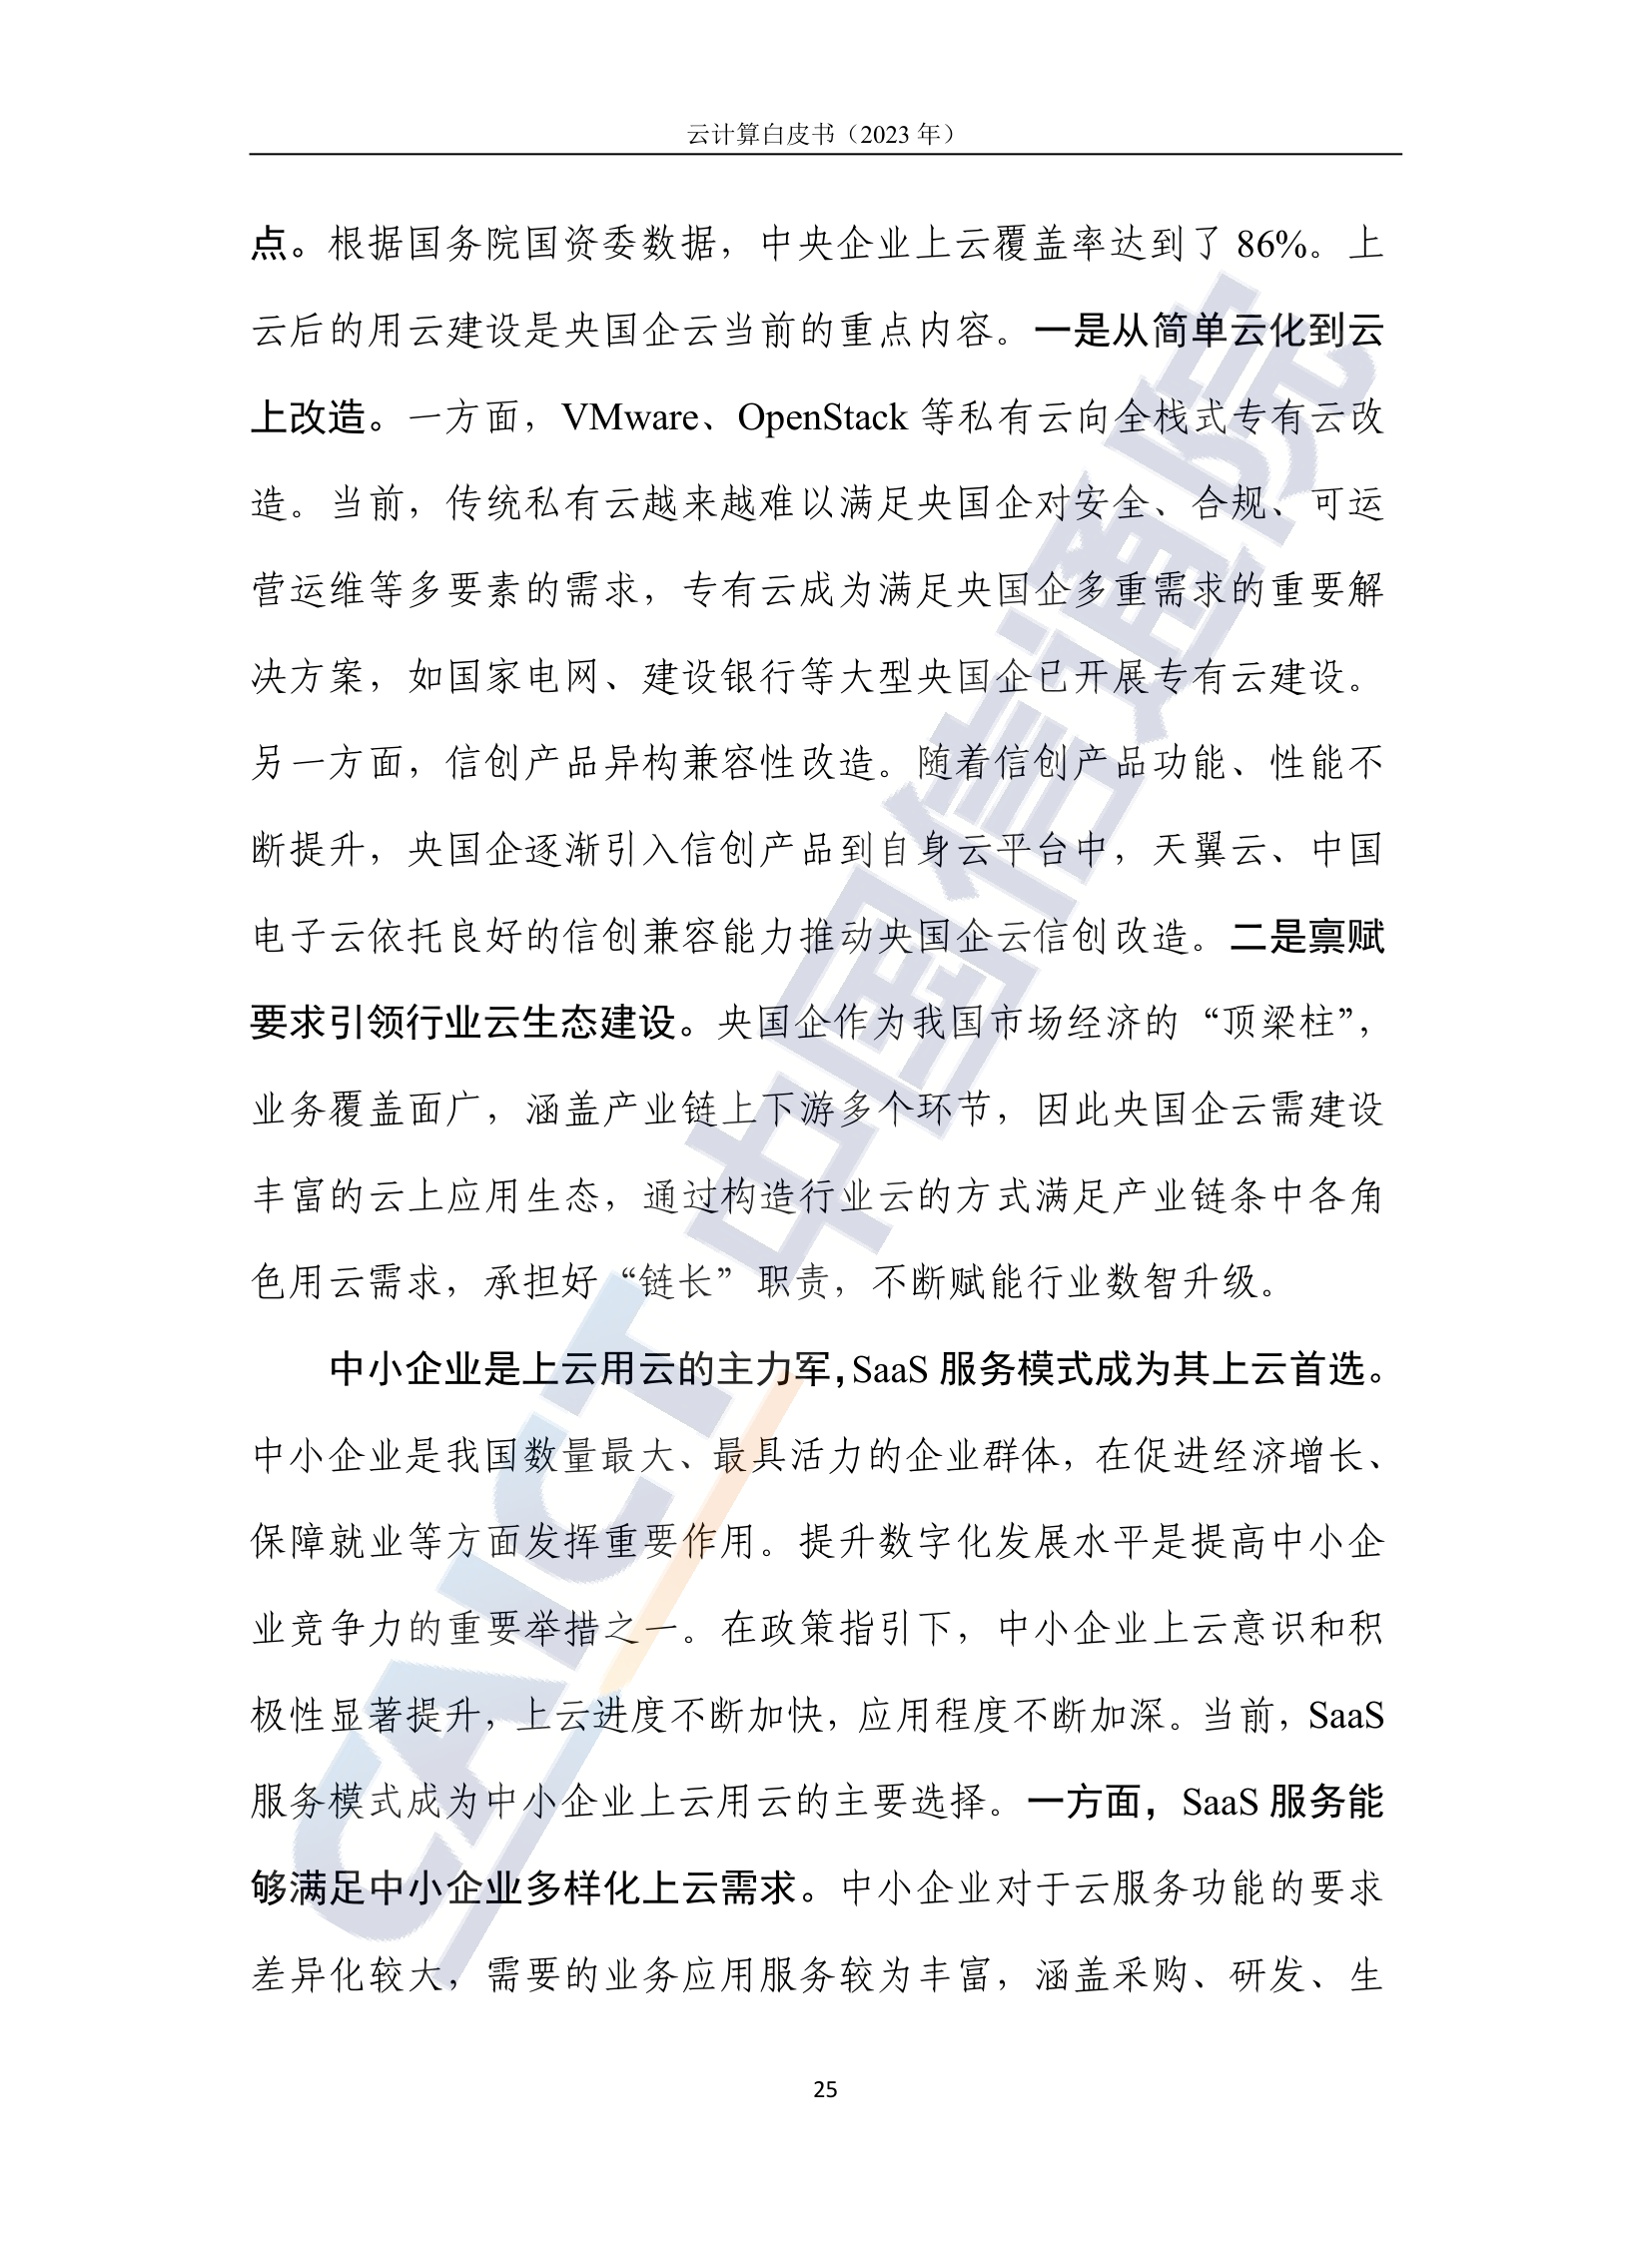 云计算白皮书（2023 年）
点。根据国务院国资委数据，中央企业上云覆盖率达到了 86%。上
云后的用云建设是央国企云当前的重点内容。一是从简单云化到云
上改造。一方面，VMware、OpenStack 等私有云向全栈式专有云改
造。当前，传统私有云越来越难以满足央国企对安全、合规、可运
营运维等多要素的需求，专有云成为满足央国企多重需求的重要解
决方案，如国家电网、建设银行等大型央国企已开展专有云建设。
另一方面，信创产品异构兼容性改造。随着信创产品功能、性能不
断提升，央国企逐渐引入信创产品到自身云平台中，天翼云、中国
电子云依托良好的信创兼容能力推动央国企云信创改造。二是禀赋
要求引领行业云生态建设。央国企作为我国市场经济的“顶梁柱”，
业务覆盖面广，涵盖产业链上下游多个环节，因此央国企云需建设
丰富的云上应用生态，通过构造行业云的方式满足产业链条中各角
色用云需求，承担好“链长”职责，不断赋能行业数智升级。
中小企业是上云用云的主力军，SaaS 服务模式成为其上云首选。
中小企业是我国数量最大、最具活力的企业群体，在促进经济增长、
保障就业等方面发挥重要作用。提升数字化发展水平是提高中小企
业竞争力的重要举措之一。在政策指引下，中小企业上云意识和积
极性显著提升，上云进度不断加快，应用程度不断加深。当前，SaaS
服务模式成为中小企业上云用云的主要选择。一方面，SaaS 服务能
够满足中小企业多样化上云需求。中小企业对于云服务功能的要求
差异化较大，需要的业务应用服务较为丰富，涵盖采购、研发、生
25
CAICT 中国信通院